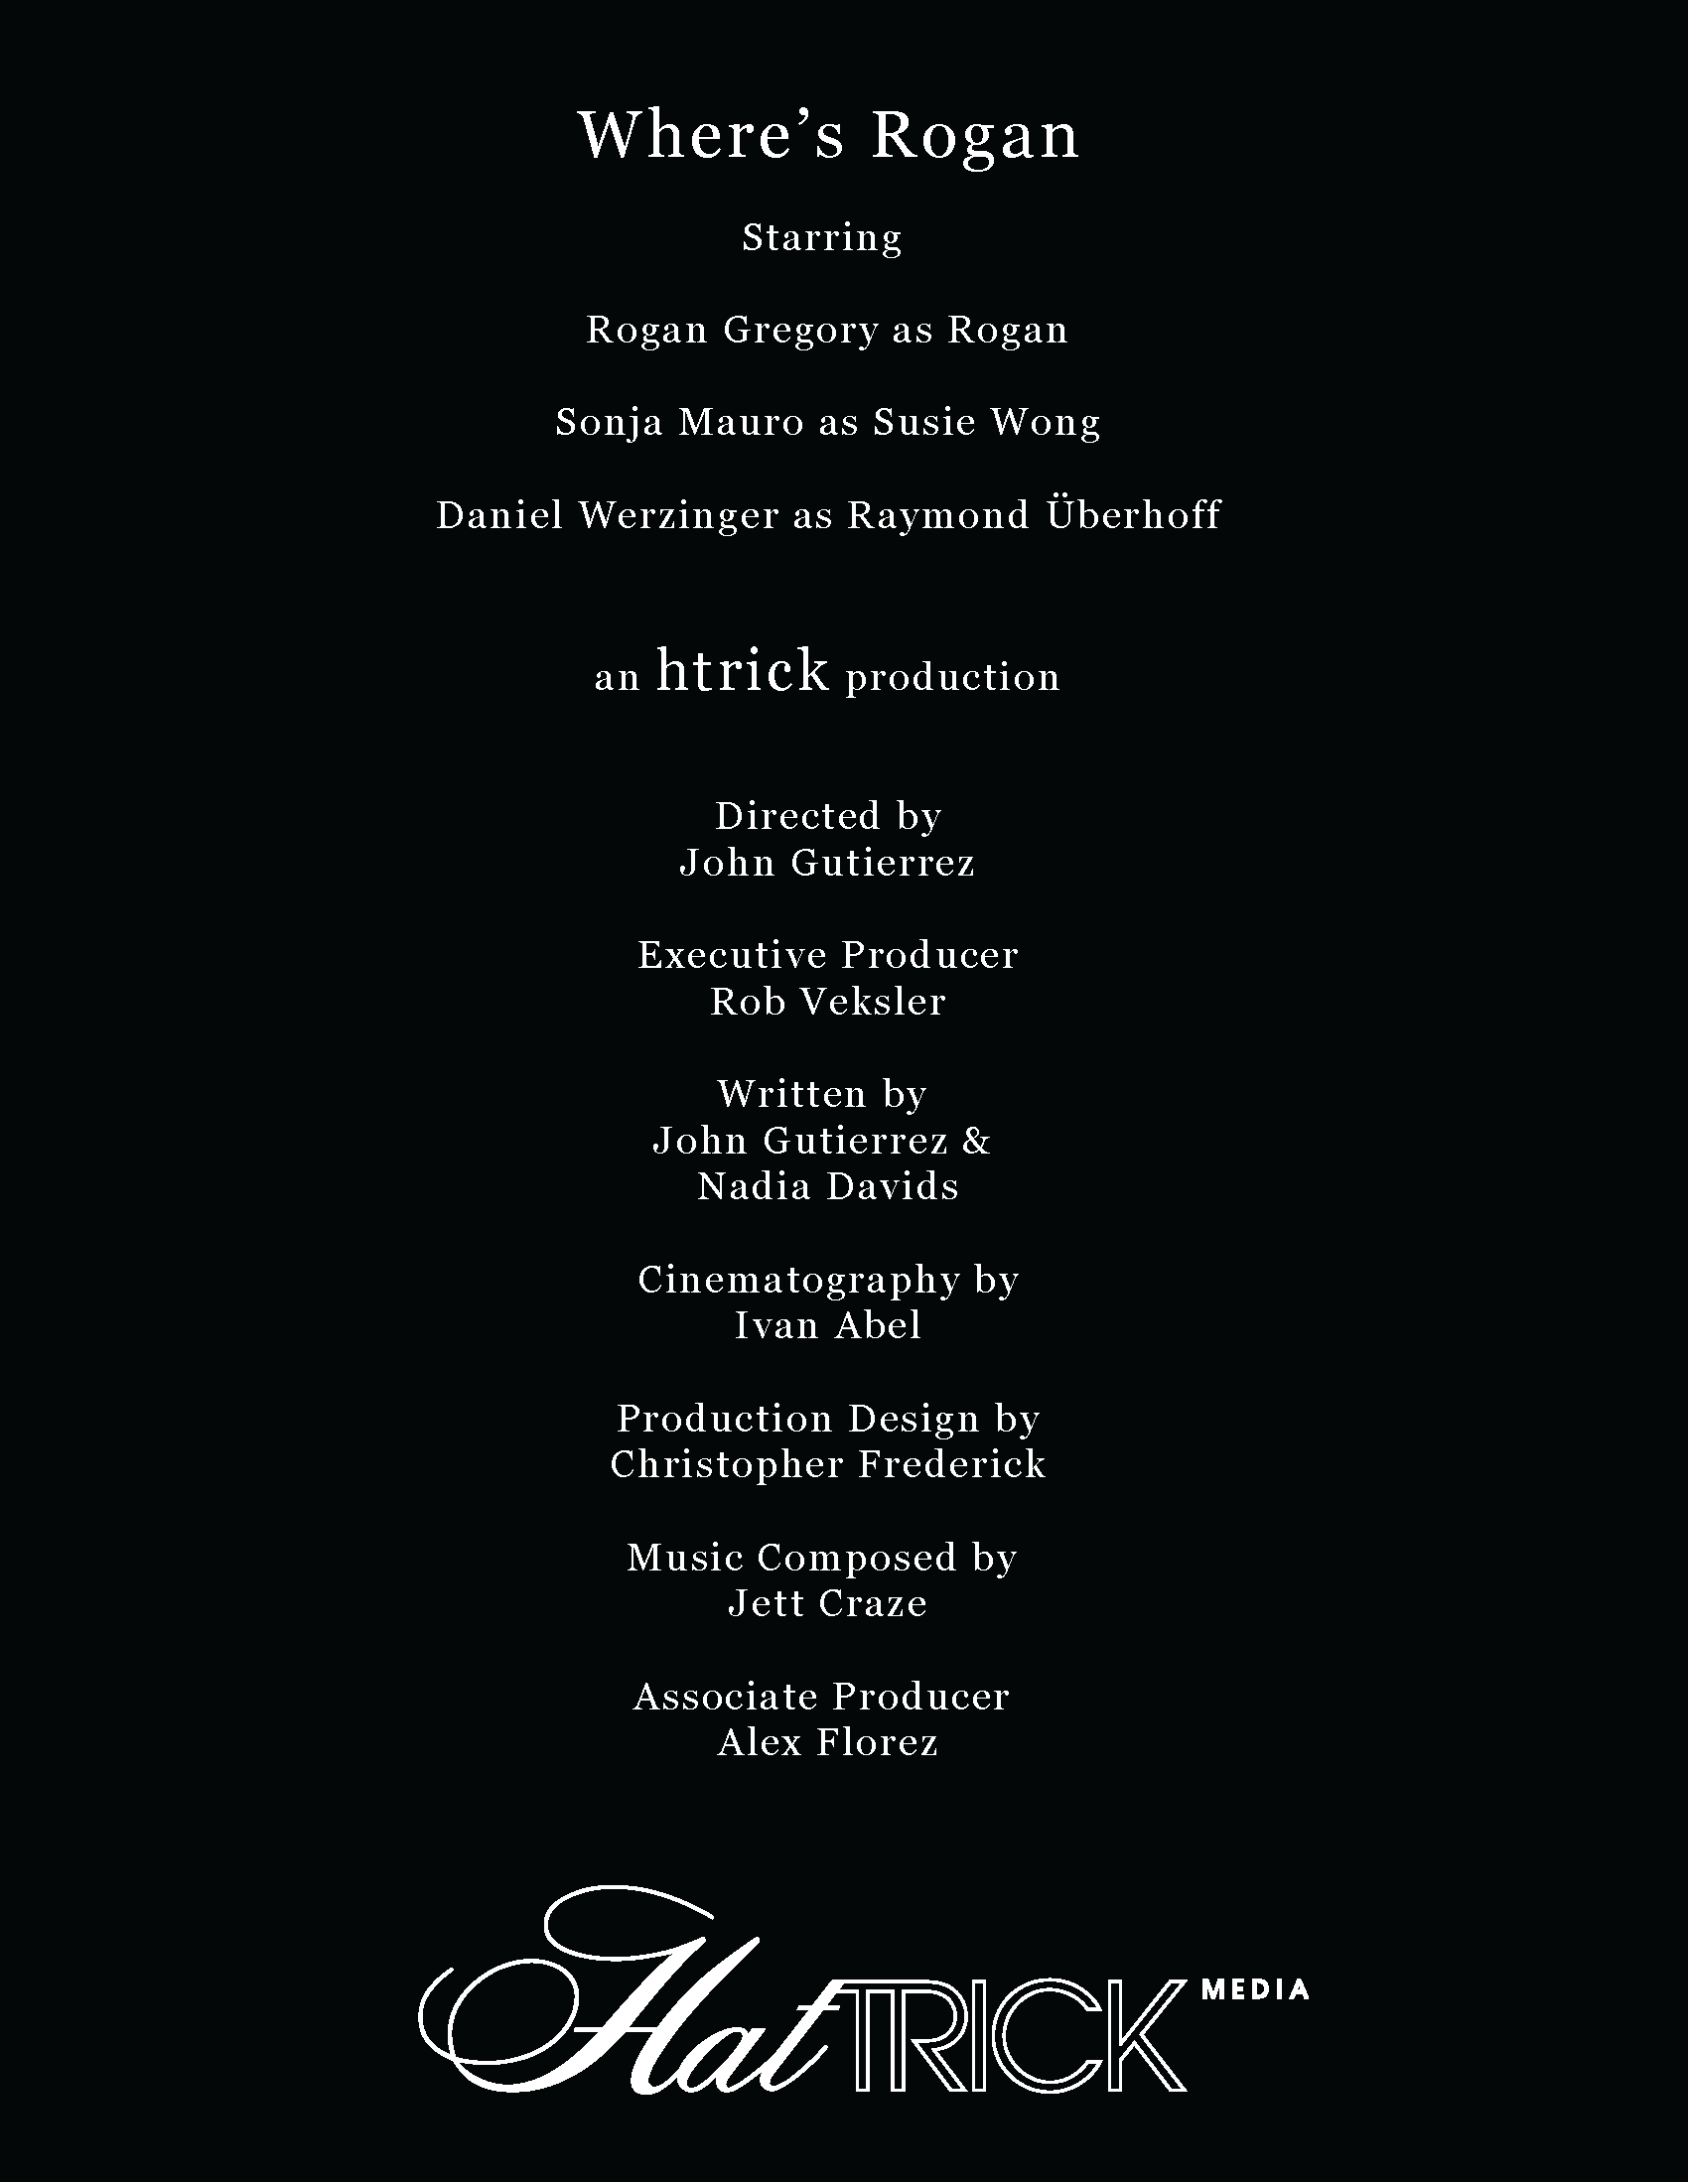 Where’s Rogan
Starring
Rogan Gregory as Rogan
Sonja Mauro as Susie Wong
Daniel Werzinger as Raymond Überhoff
an htrick production
Directed by
John Gutierrez
Executive Producer
Rob Veksler
Written by
John Gutierrez &
Nadia Davids
Cinematography by
Ivan Abel
Production Design by
Christopher Frederick
Music Composed by
Jett Craze
Associate Producer
Alex Florez
HatTRICK MEDIA